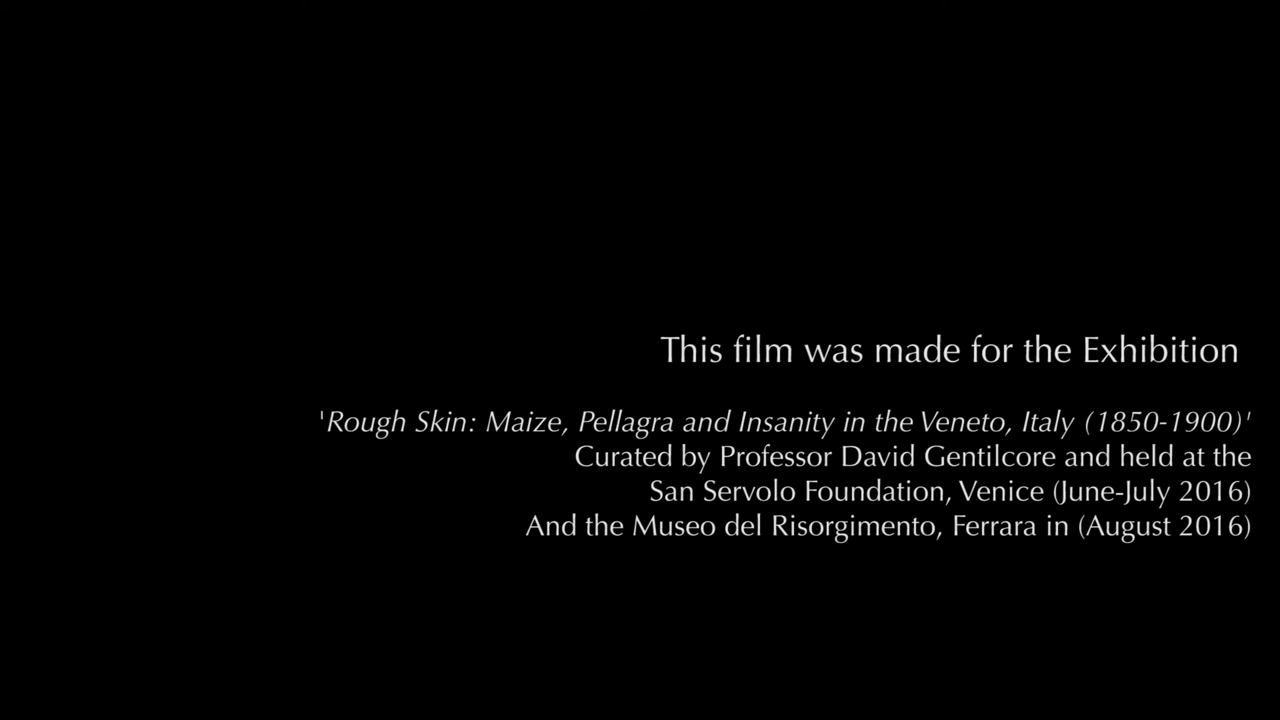 This film was made for the Exhibition
'Rough Skin: Maize, Pellagra and Insanity in the Veneto, Italy (1850-1900)'
Curated by Professor David Gentilcore and held at the
San Servolo Foundation, Venice (June-July 2016)
And the Museo del Risorgimento, Ferrara in (August 2016)